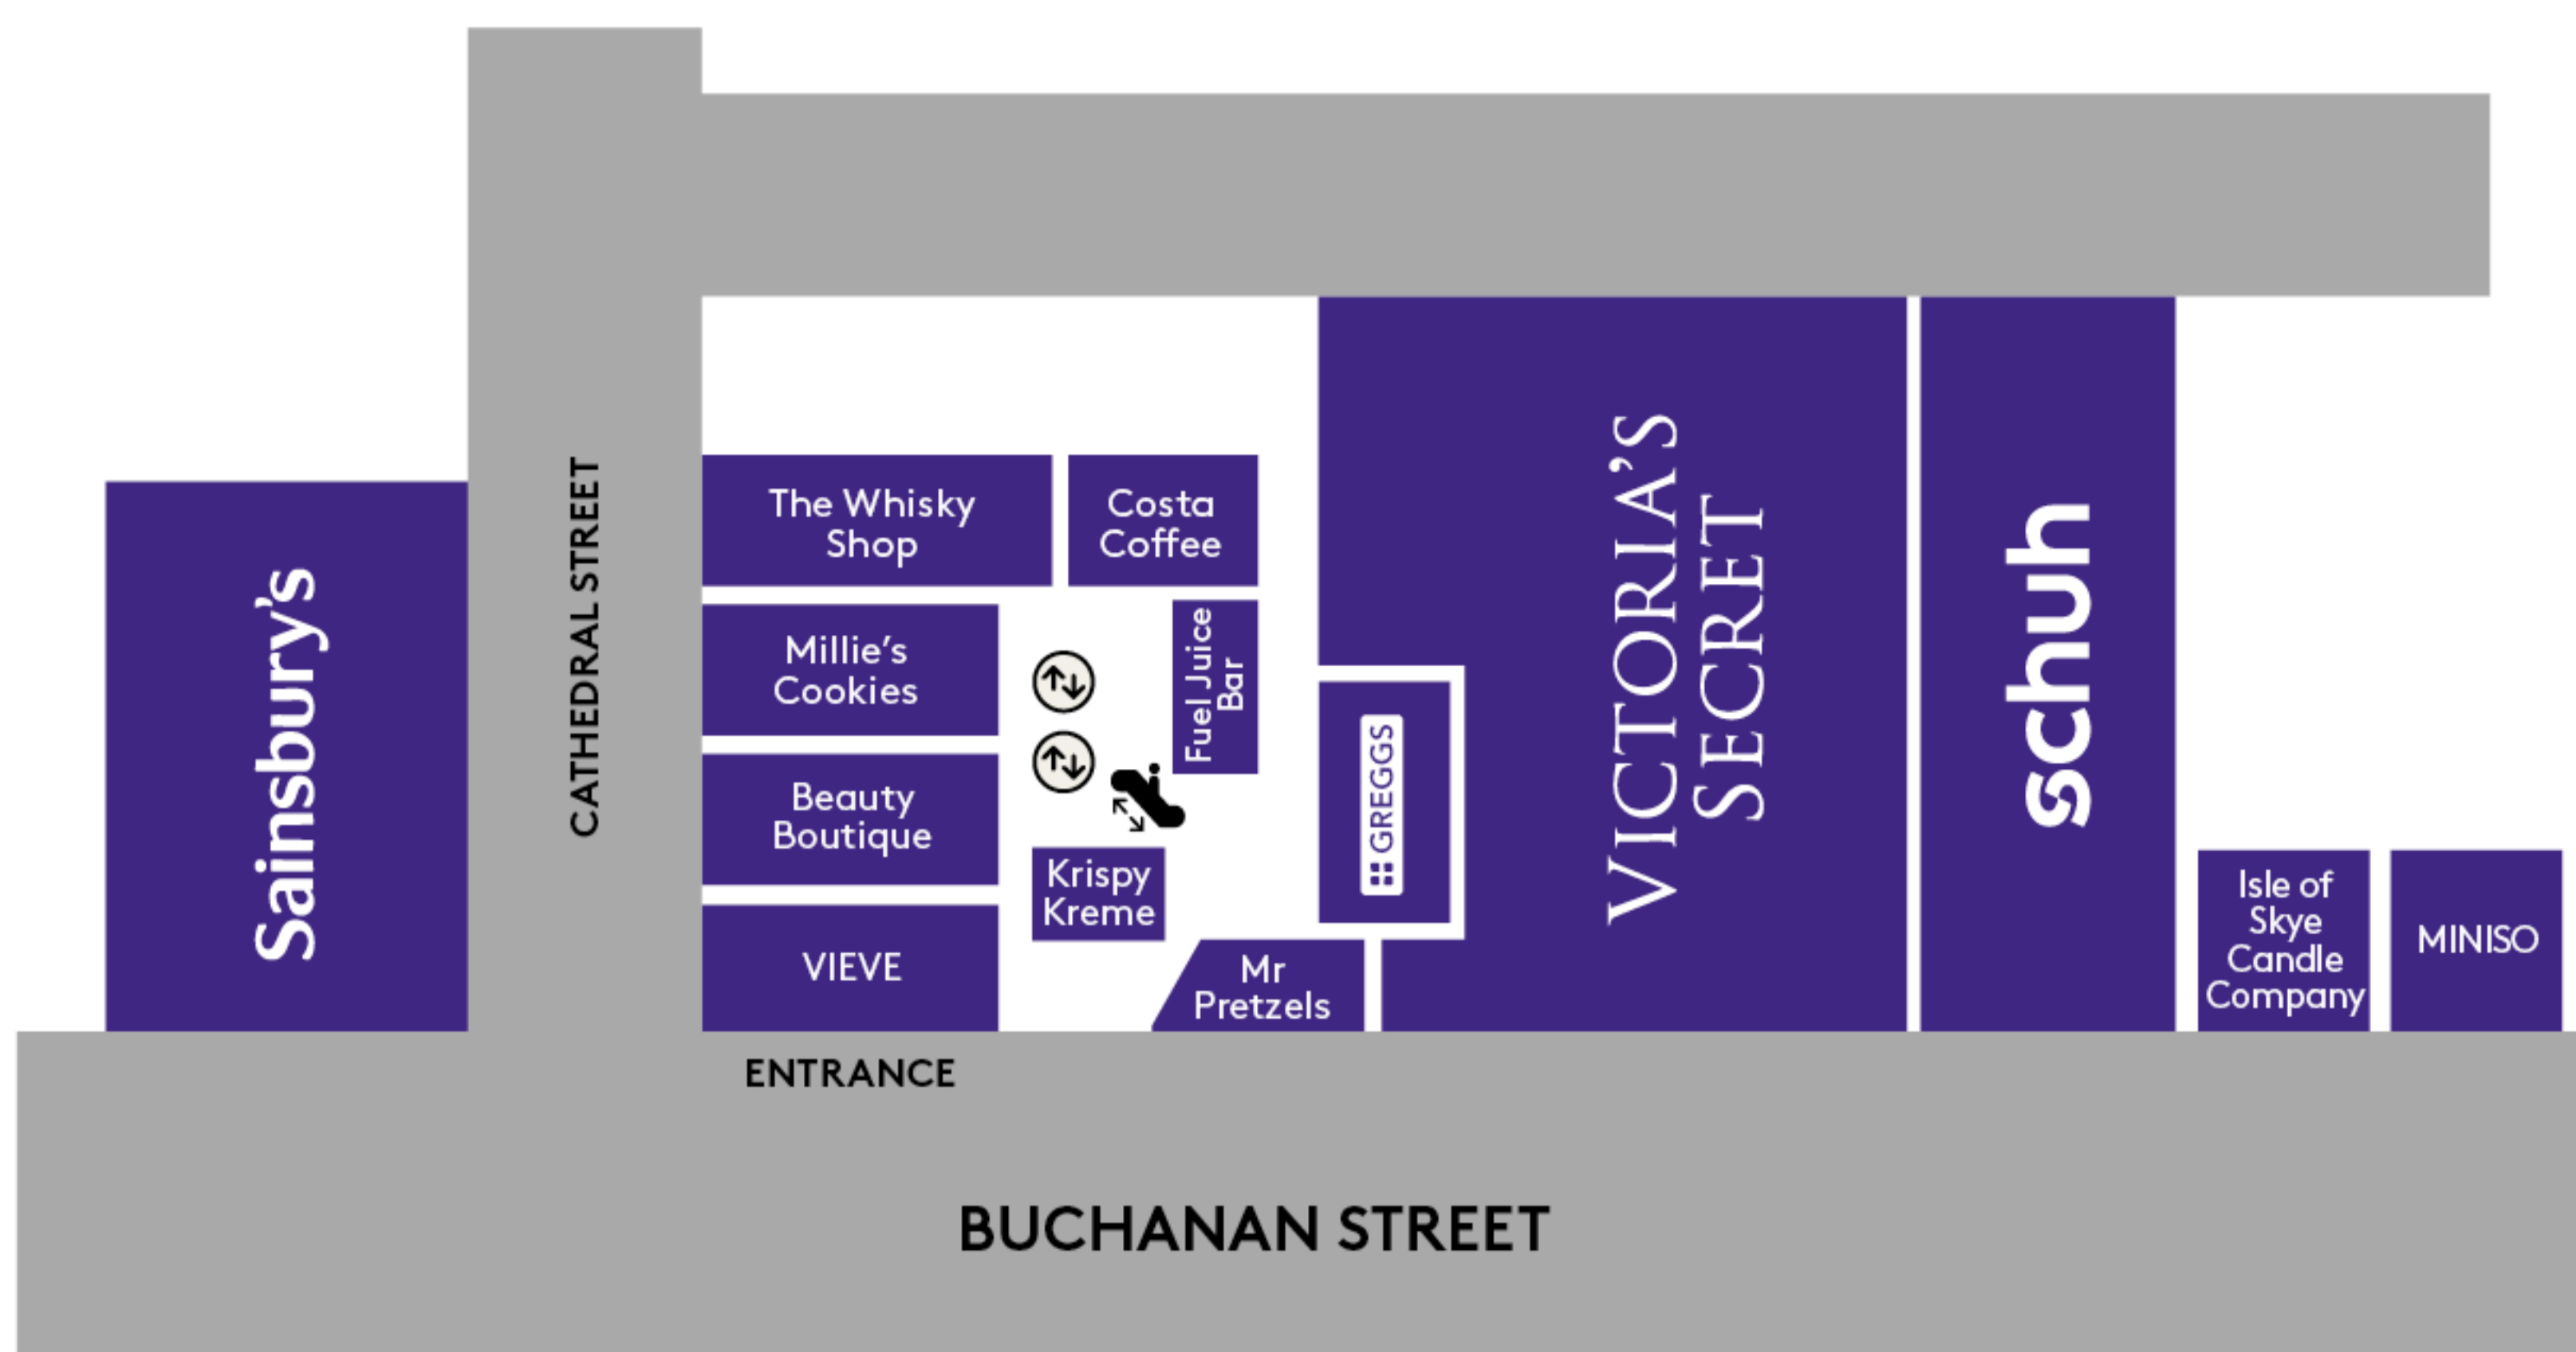 Sainsbury's
CATHEDRAL STREET
The Whisky
Shop
Costa
Coffee
Millie’s
Cookies
Fuel Juice
Bar
Beauty
Boutique
Krispy
Kreme
VIEVE
Mr
Pretzels
GREGGS
VICTORIA’S
SECRET
schuh
Isle of
Skye
Candle
Company
MINISO
ENTRANCE
BUCHANAN STREET